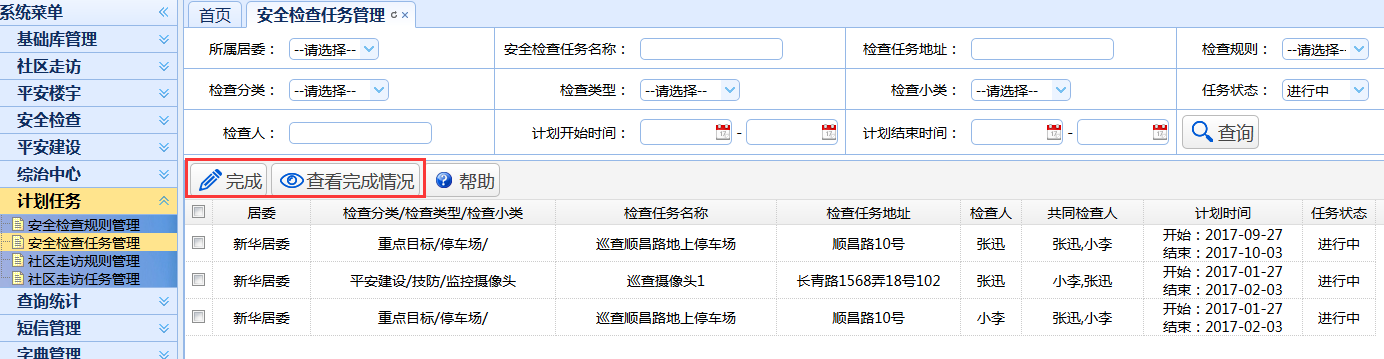 系统菜单
基础库管理
社区走访
平安楼宇
安全检查
平安建设
综治中心
计划任务
安全检查规则管理
安全检查任务管理
社区走访规则管理
社区走访任务管理
查询统计
短信管理
字典管理
首页 安全检查任务管理
所属居委： --请选择-- 安全检查任务名称： 检查任务地址： 检查规则： --请选择--
检查分类： --请选择-- 检查类型： --请选择-- 检查小类： --请选择-- 任务状态： 进行中
检查人： 计划开始时间： - 计划结束时间： - 查询
完成 查看完成情况 帮助
居委 检查分类/检查类型/检查小类 检查任务名称 检查任务地址 检查人 共同检查人 计划时间 任务状态
新华居委 重点目标/停车场/ 巡查顺昌路地上停车场 顺昌路10号 张迅 张迅,小李 开始：2017-09-27 进行中
结束：2017-10-03
新华居委 平安建设/技防/监控摄像头 巡查摄像头1 长青路1568弄18号102 张迅 小李,张迅 开始：2017-01-27 进行中
结束：2017-02-03
新华居委 重点目标/停车场/ 巡查顺昌路地上停车场 顺昌路10号 小李 张迅,小李 开始：2017-01-27 进行中
结束：2017-02-03